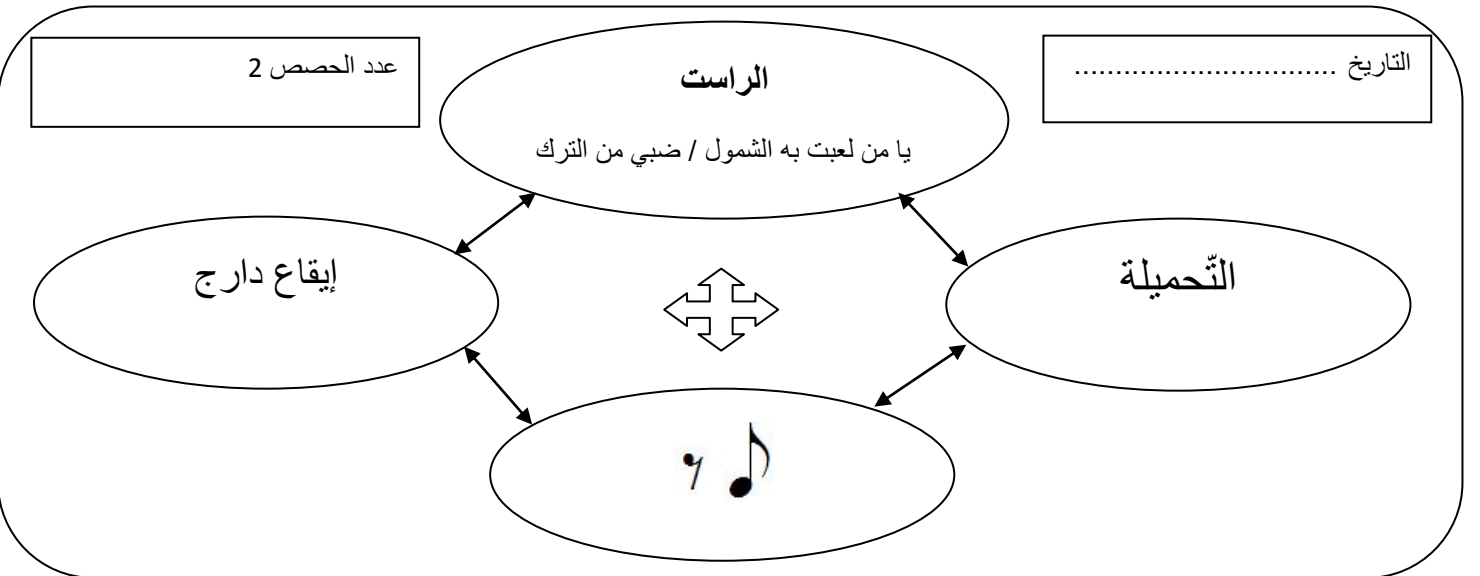 التاريخ ................................
الراست
عدد الحصص 2
يا من لعبت به الشمول / ضبي من الترك
التّحميلة
إيقاع دارج